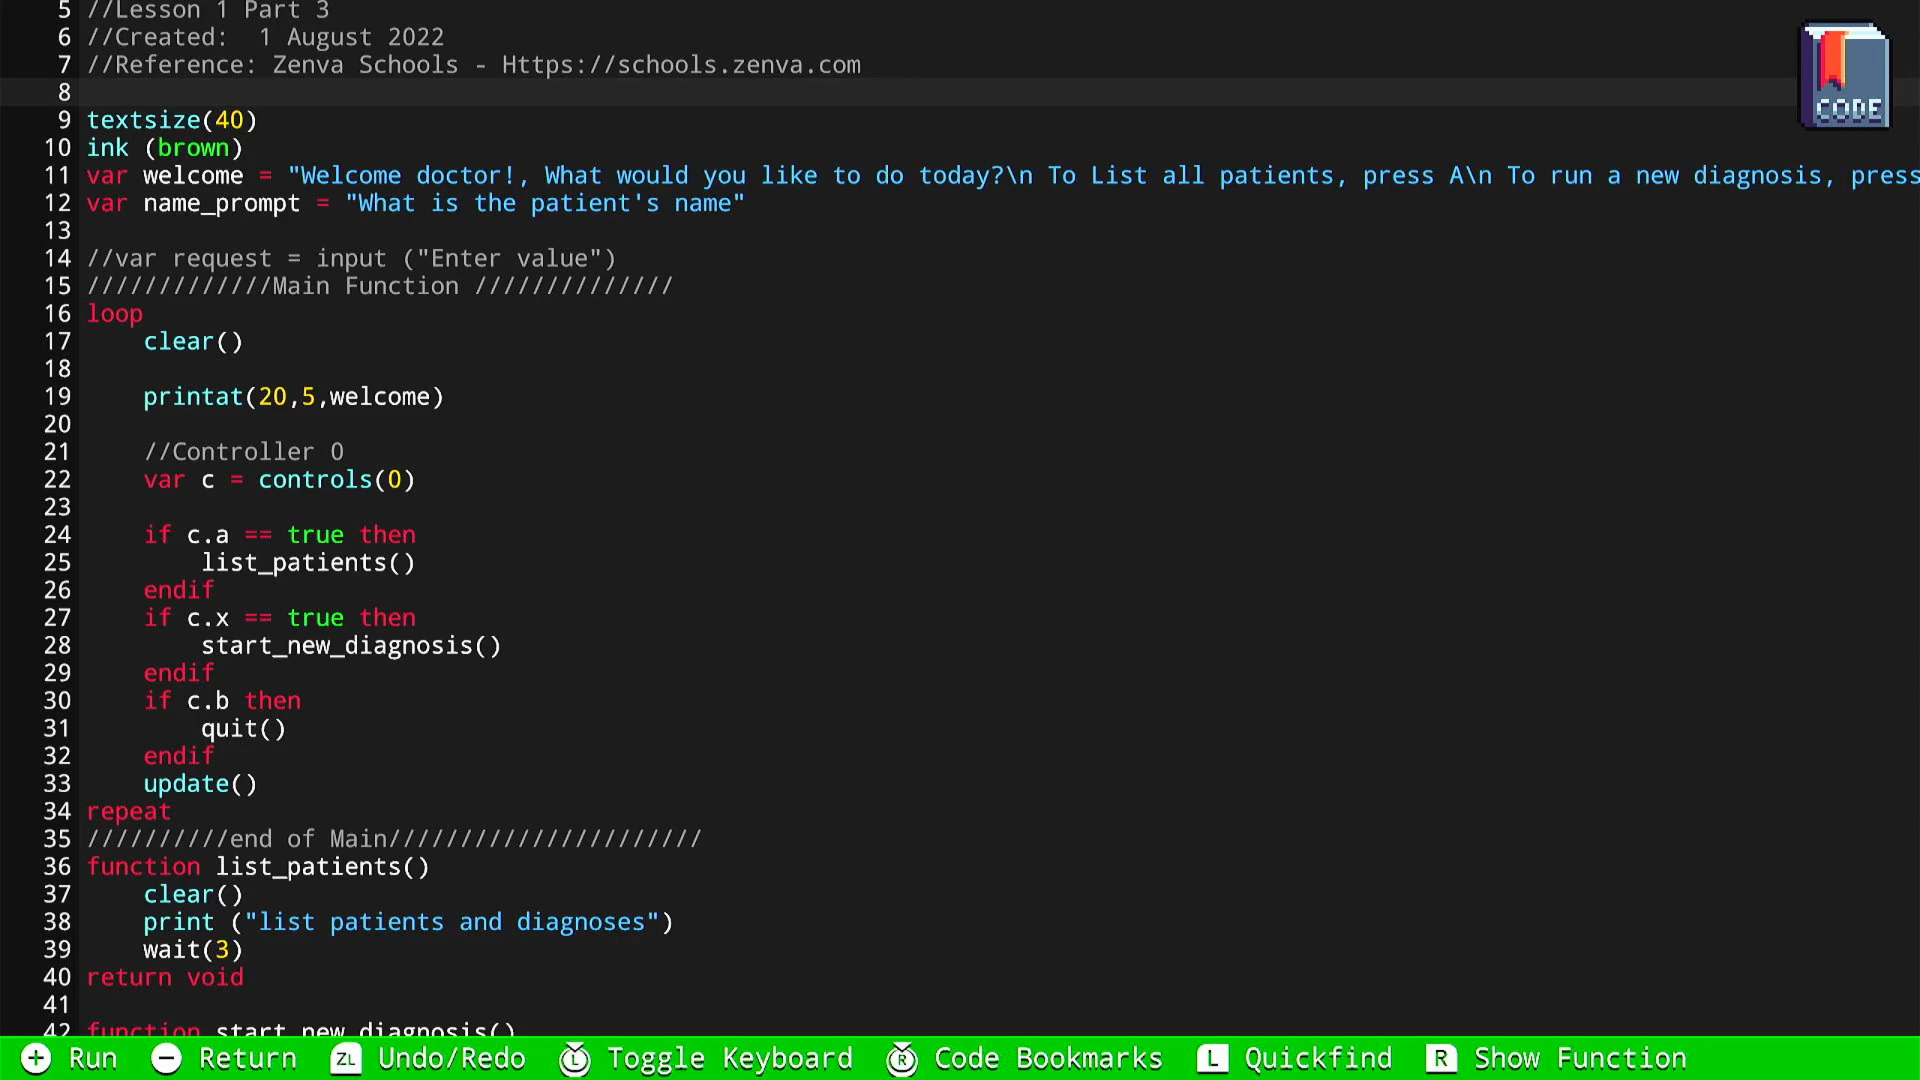 5 //Lesson 1 Part 3
6 //Created:  1 August 2022
7 //Reference: Zenva Schools - Https://schools.zenva.com
8
9 textsize(40)
10 ink (brown)
11 var welcome = "Welcome doctor!, What would you like to do today?\n To List all patients, press A\n To run a new diagnosis, press
12 var name_prompt = "What is the patient's name"
13
14 //var request = input ("Enter value")
15 /////////////Main Function //////////////
16 loop
17     clear()
18
19     printat(20,5,welcome)
20
21     //Controller 0
22     var c = controls(0)
23
24     if c.a == true then
25         list_patients()
26     endif
27     if c.x == true then
28         start_new_diagnosis()
29     endif
30     if c.b then
31         quit()
32     endif
33     update()
34 repeat
35 //////////end of Main//////////////////////
36 function list_patients()
37     clear()
38     print ("list patients and diagnoses")
39     wait(3)
40 return void
41
42 function start_new_diagnosis()
CODE
+ Run - Return ZL Undo/Redo L Toggle Keyboard R Code Bookmarks L Quickfind R Show Function